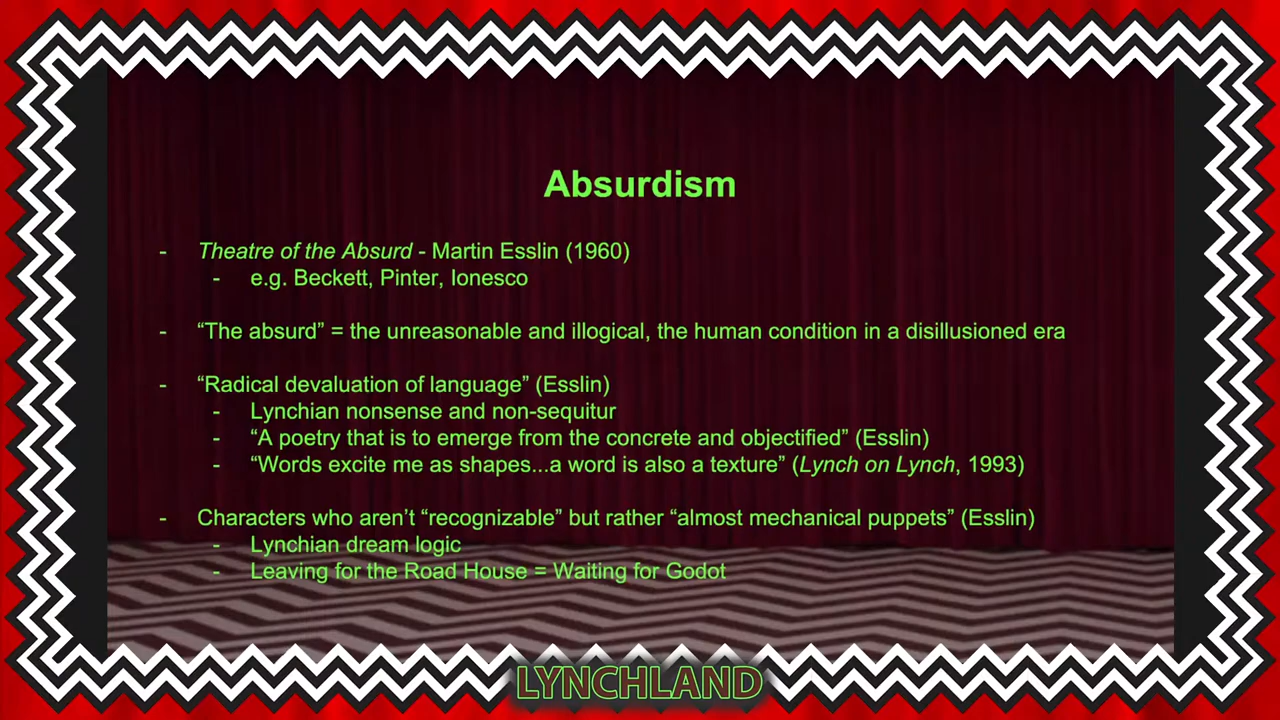 Absurdism
- Theatre of the Absurd - Martin Esslin (1960)
- e.g. Beckett, Pinter, Ionesco
- “The absurd” = the unreasonable and illogical, the human condition in a disillusioned era
- “Radical devaluation of language” (Esslin)
- Lynchian nonsense and non-sequitur
- “A poetry that is to emerge from the concrete and objectified” (Esslin)
- “Words excite me as shapes...a word is also a texture” (Lynch on Lynch, 1993)
- Characters who aren’t “recognizable” but rather “almost mechanical puppets” (Esslin)
- Lynchian dream logic
- Leaving for the Road House = Waiting for Godot
LYNCHLAND